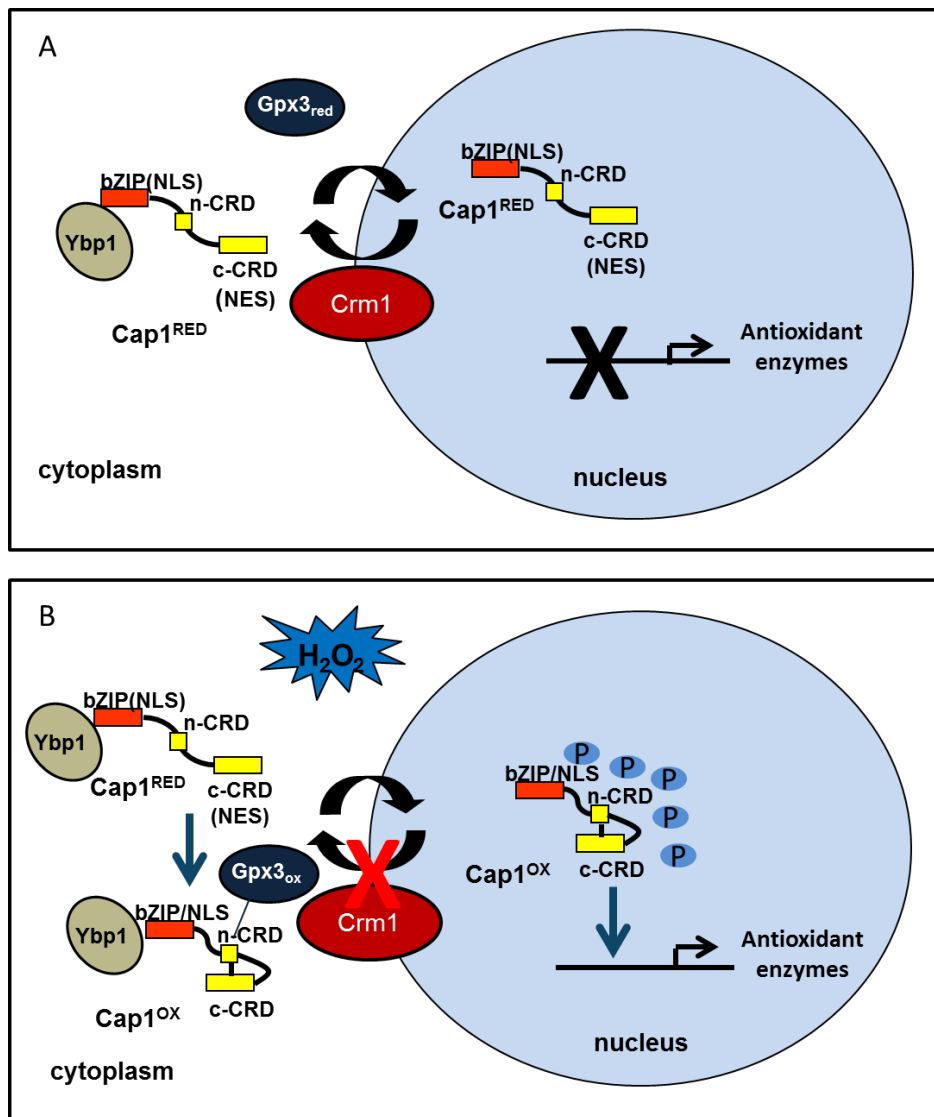 A
Gpx3red
bZIP(NLS)
n-CRD
Ybp1
c-CRD
(NES)
Cap1RED
Crm1
bZIP(NLS)
n-CRD
Cap1RED
c-CRD
(NES)
X
Antioxidant
enzymes
cytoplasm
nucleus
B
H2O2
bZIP(NLS)
n-CRD
Ybp1
Cap1RED
c-CRD
(NES)
Gpx3ox
bZIP/NLS
Ybp1
n-CRD
c-CRD
Cap1OX
X
Crm1
P
P
P
P
P
bZIP/NLS
n-CRD
Cap1OX
c-CRD
Antioxidant
enzymes
nucleus
cytoplasm